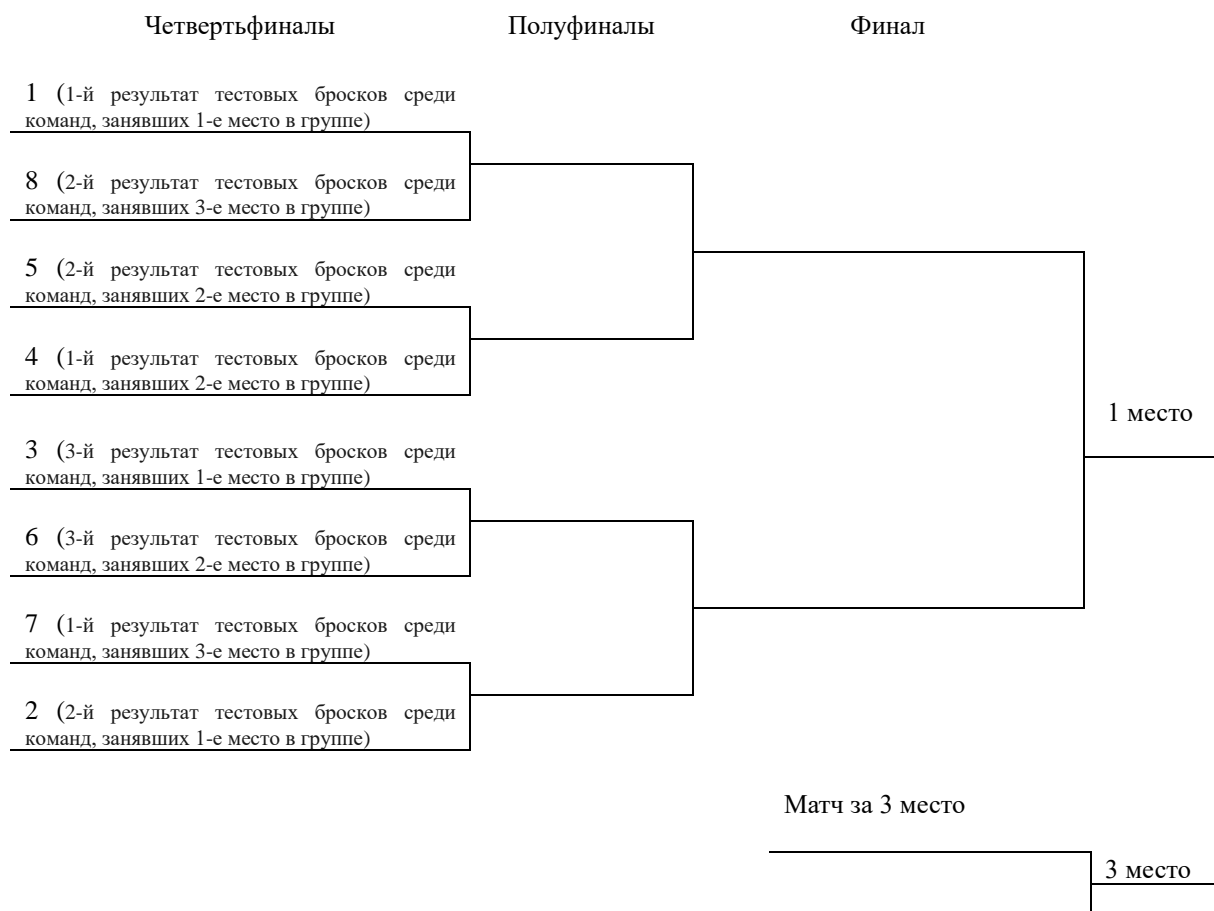 Четвертьфиналы Полуфиналы Финал
1 (1-й результат тестовых бросков среди
команд, занявших 1-е место в группе)
8 (2-й результат тестовых бросков среди
команд, занявших 3-е место в группе)
5 (2-й результат тестовых бросков среди
команд, занявших 2-е место в группе)
4 (1-й результат тестовых бросков среди
команд, занявших 2-е место в группе)
1 место
3 (3-й результат тестовых бросков среди
команд, занявших 1-е место в группе)
6 (3-й результат тестовых бросков среди
команд, занявших 2-е место в группе)
7 (1-й результат тестовых бросков среди
команд, занявших 3-е место в группе)
2 (2-й результат тестовых бросков среди
команд, занявших 1-е место в группе)
Матч за 3 место
3 место